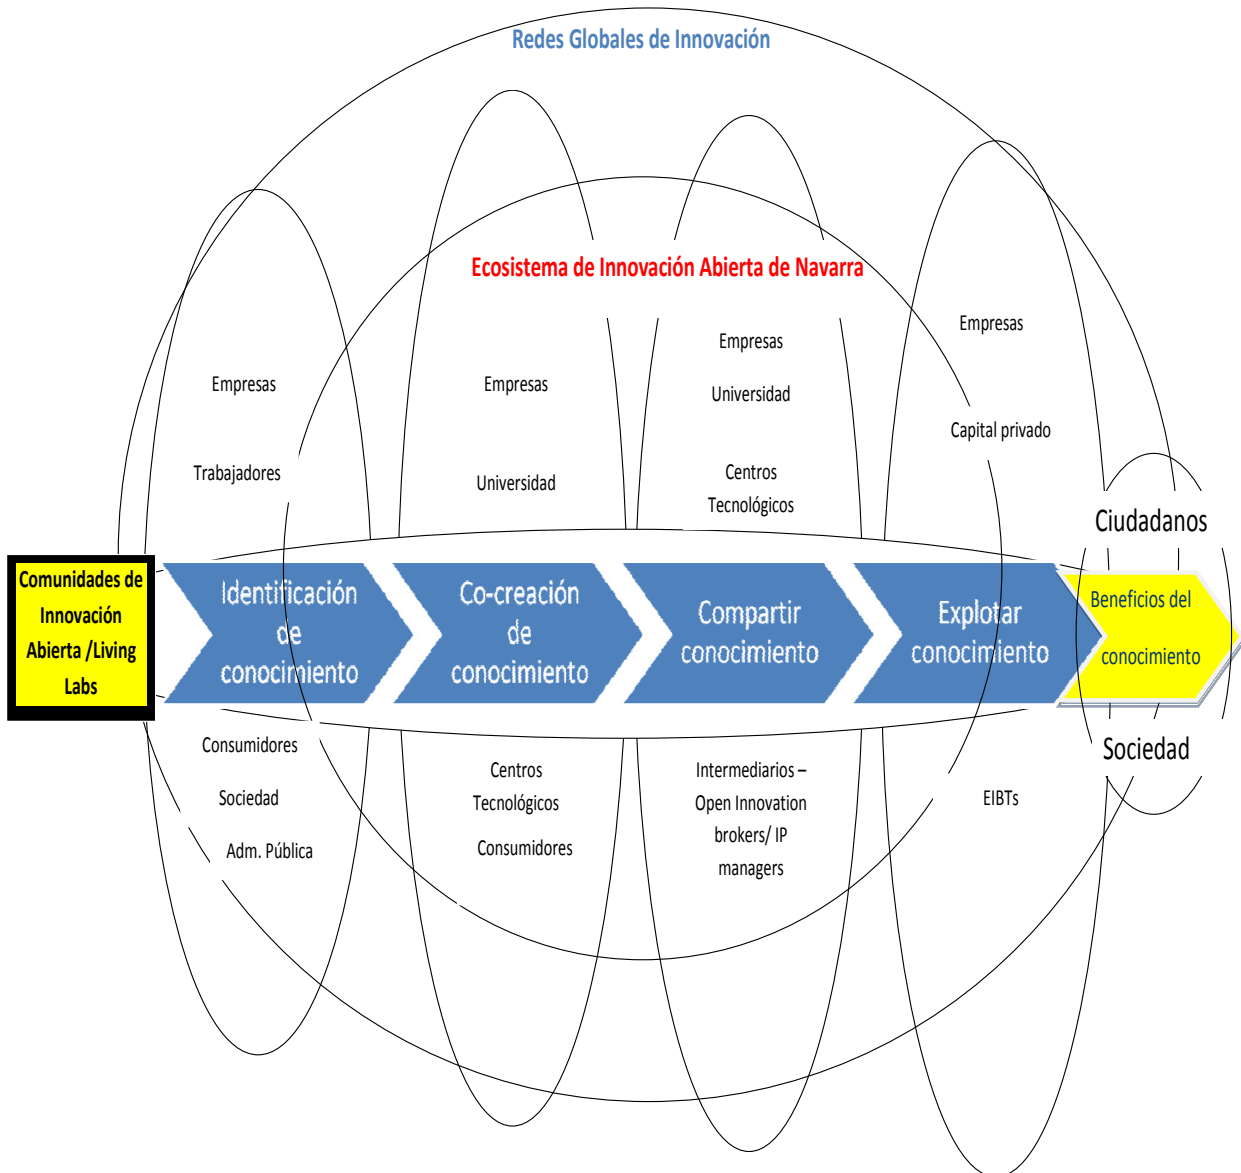 Redes Globales de Innovación
Ecosistema de Innovación Abierta de Navarra
Empresas
Trabajadores
Empresas
Universidad
Empresas
Universidad
Centros
Tecnológicos
Empresas
Capital privado
Ciudadanos
Comunidades de
Innovación
Abierta /Living
Labs
Identificación
de
conocimiento
Co-creación
de
conocimiento
Compartir
conocimiento
Explotar
conocimiento
Beneficios del
conocimiento
Consumidores
Sociedad
Adm. Pública
Centros
Tecnológicos
Consumidores
Intermediarios –
Open Innovation
brokers/ IP
managers
EIBTs
Sociedad